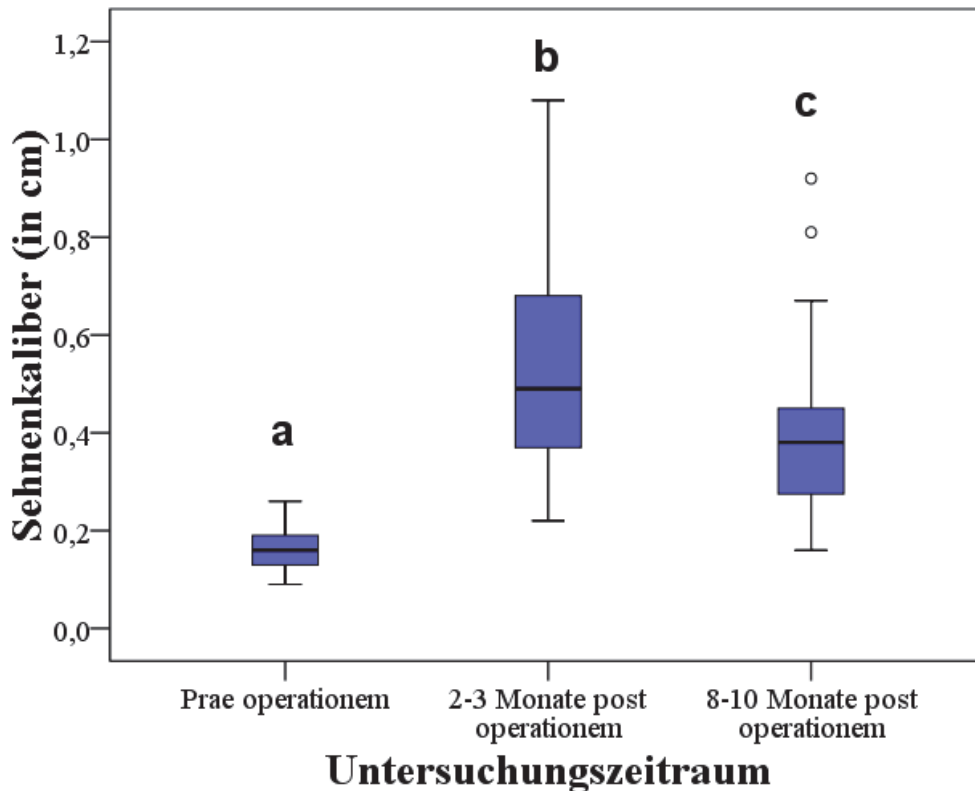 Sehnenkaliber (in cm)
1,2
1,0
0,8
0,6
0,4
0,2
0,0
a
b
c
Prae operationem
2-3 Monate post
operationem
8-10 Monate post
operationem
Untersuchungszeitraum